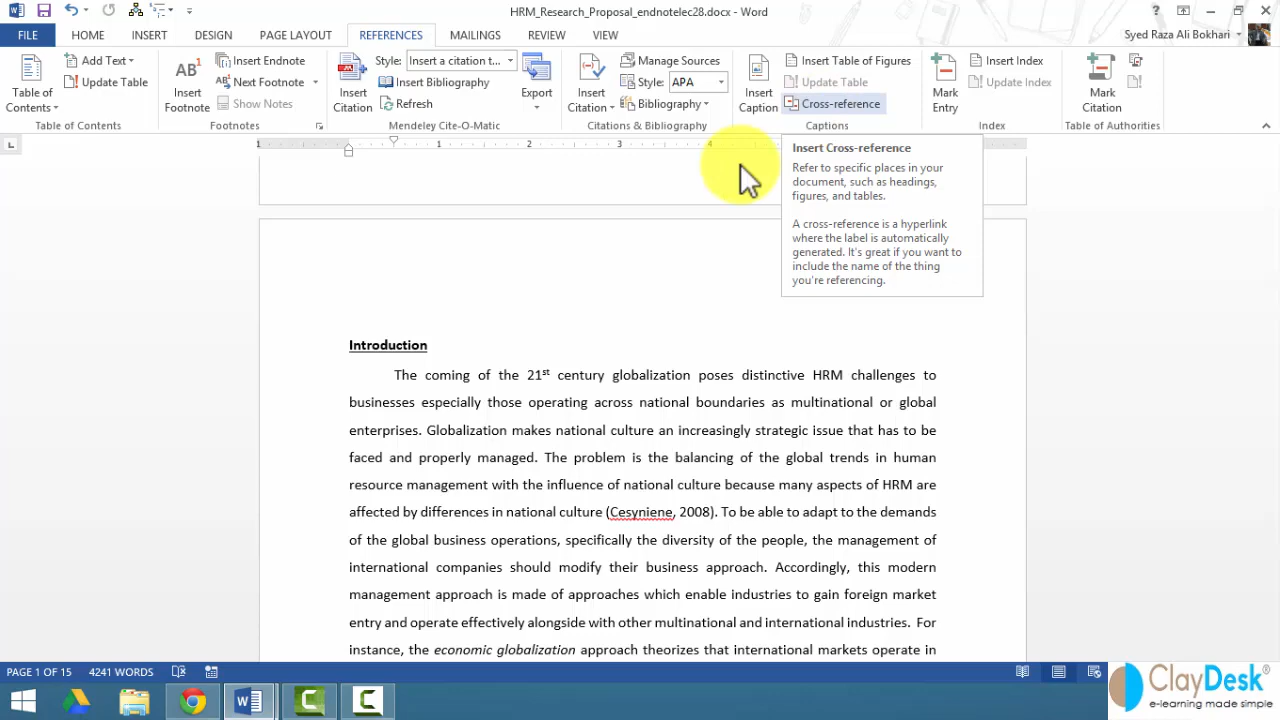 HRM_Research_Proposal_endnotelec28.docx - Word
FILE HOME INSERT DESIGN PAGE LAYOUT REFERENCES MAILINGS REVIEW VIEW Syed Raza Ali Bokhari
Table of Contents
Add Text
Update Table
Table of Contents
AB¹
Insert Footnote
Insert Endnote
Next Footnote
Show Notes
Footnotes
Insert Citation
Style: Insert a citation t...
Insert Bibliography
Refresh
Export
Mendeley Cite-O-Matic
Insert Citation
Manage Sources
Style: APA
Bibliography
Citations & Bibliography
Insert Caption
Insert Table of Figures
Update Table
Cross-reference
Captions
Mark Entry
Insert Index
Update Index
Index
Mark Citation
Table of Authorities
1 1 2 3 4
Insert Cross-reference
Refer to specific places in your
document, such as headings,
figures, and tables.
A cross-reference is a hyperlink
where the label is automatically
generated. It's great if you want to
include the name of the thing
you're referencing.
Introduction
The coming of the 21st century globalization poses distinctive HRM challenges to
businesses especially those operating across national boundaries as multinational or global
enterprises. Globalization makes national culture an increasingly strategic issue that has to be
faced and properly managed. The problem is the balancing of the global trends in human
resource management with the influence of national culture because many aspects of HRM are
affected by differences in national culture (Cesyniene, 2008). To be able to adapt to the demands
of the global business operations, specifically the diversity of the people, the management of
international companies should modify their business approach. Accordingly, this modern
management approach is made of approaches which enable industries to gain foreign market
entry and operate effectively alongside with other multinational and international industries. For
instance, the economic globalization approach theorizes that international markets operate in
PAGE 1 OF 15 4241 WORDS
ClayDesk®
e-learning made simple